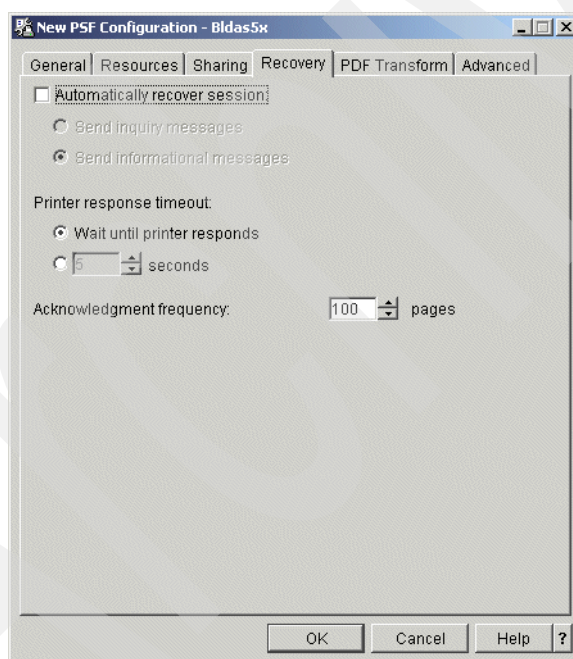 New PSF Configuration - Bldas5x
General Resources Sharing Recovery PDF Transform Advanced
Automatically recover session:
Send inquiry messages
Send informational messages
Printer response timeout:
Wait until printer responds
5 seconds
Acknowledgment frequency: 100 pages
OK Cancel Help ?